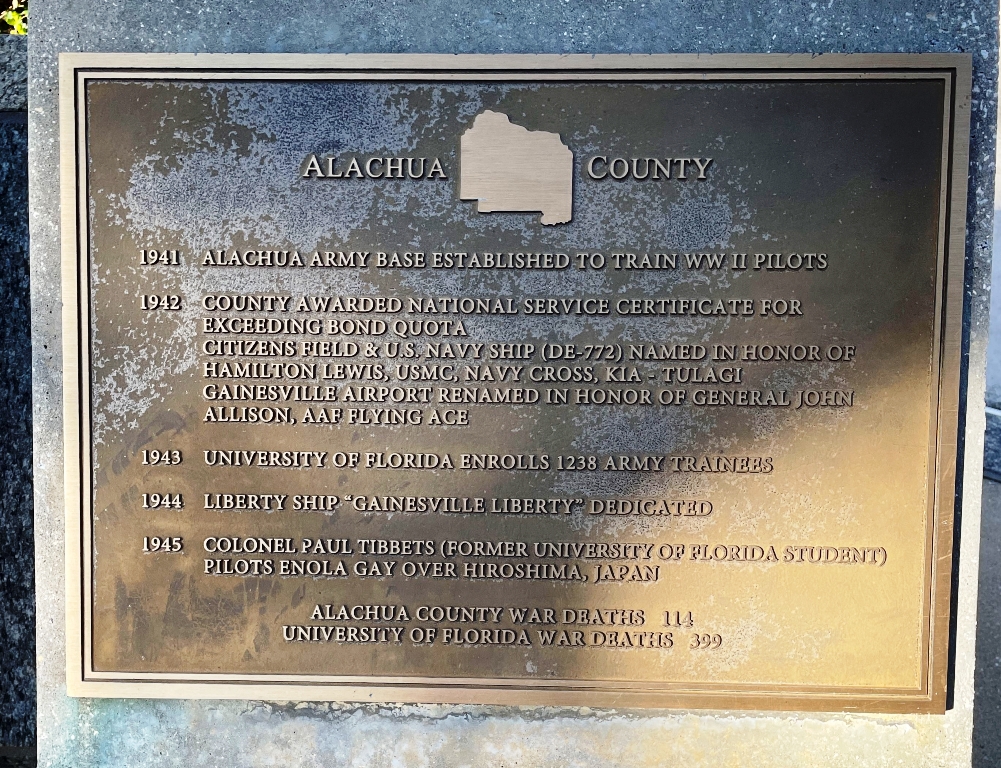 ALACHUA COUNTY
1941 ALACHUA ARMY BASE ESTABLISHED TO TRAIN WW II PILOTS
1942 COUNTY AWARDED NATIONAL SERVICE CERTIFICATE FOR
EXCEEDING BOND QUOTA
CITIZENS FIELD & U.S. NAVY SHIP (DE-772) NAMED IN HONOR OF
HAMILTON LEWIS, USMC, NAVY CROSS, KIA - TULAGI
GAINESVILLE AIRPORT RENAMED IN HONOR OF GENERAL JOHN
ALLISON, AAF FLYING ACE
1943 UNIVERSITY OF FLORIDA ENROLLS 1238 ARMY TRAINEES
1944 LIBERTY SHIP “GAINESVILLE LIBERTY” DEDICATED
1945 COLONEL PAUL TIBBETS (FORMER UNIVERSITY OF FLORIDA STUDENT)
PILOTS ENOLA GAY OVER HIROSHIMA, JAPAN
ALACHUA COUNTY WAR DEATHS 114
UNIVERSITY OF FLORIDA WAR DEATHS 399